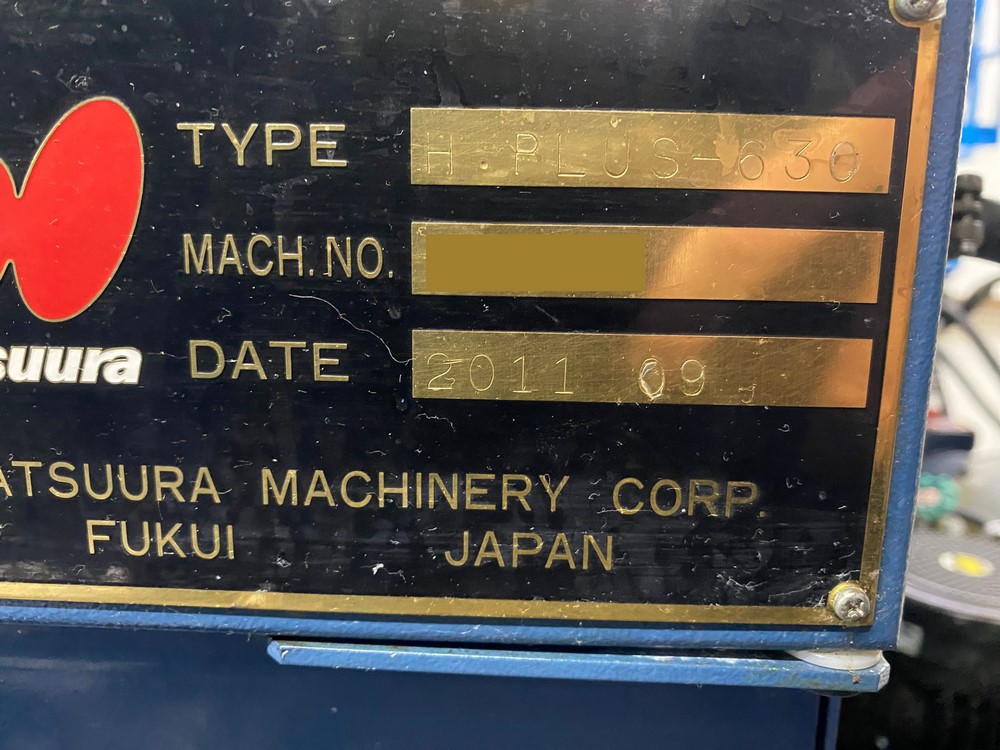 TYPE H.PLUS-630
MACH. NO.
suura
DATE 2011 09
ATSUURA MACHINERY CORP.
FUKUI JAPAN